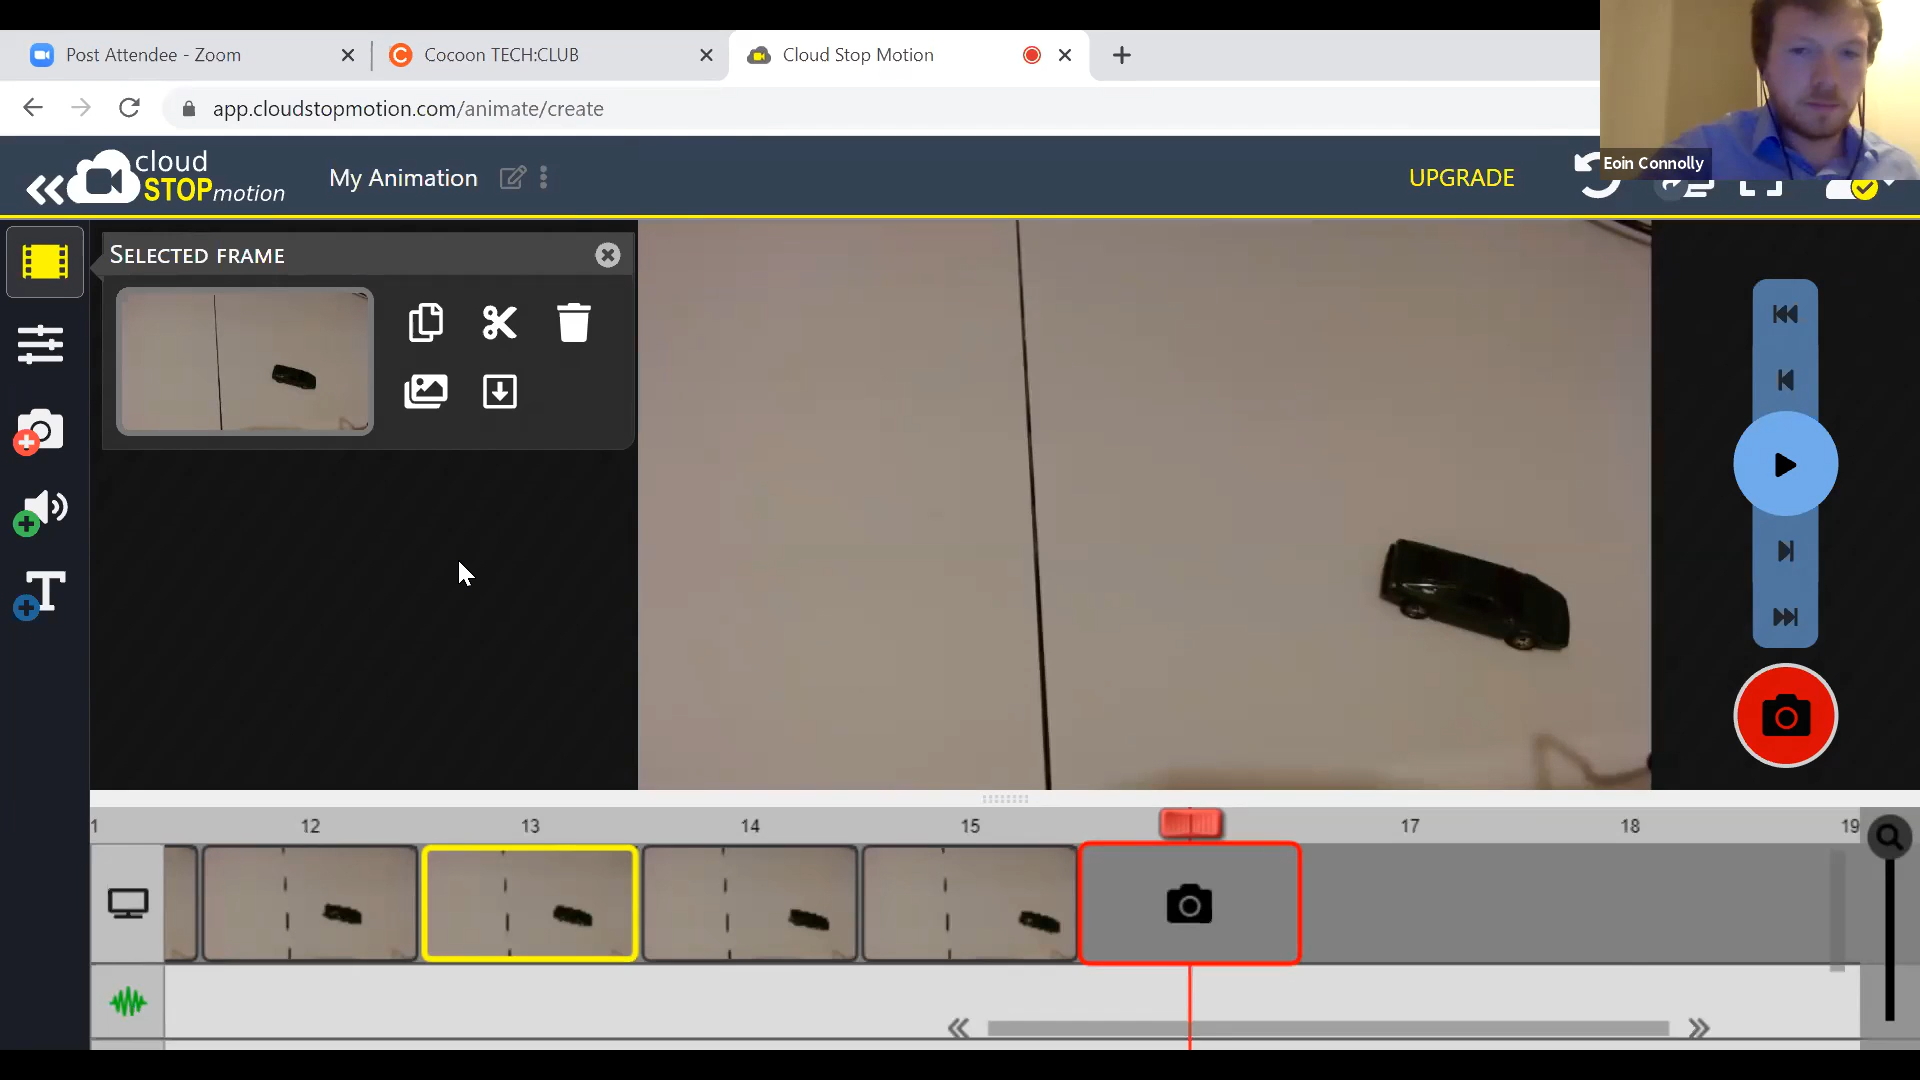 Post Attendee - Zoom
Cocoon TECH:CLUB
Cloud Stop Motion
app.cloudstopmotion.com/animate/create
cloud
STOPmotion
My Animation
UPGRADE
Eoin Connolly
SELECTED FRAME
T
1
12
13
14
15
17
18
19